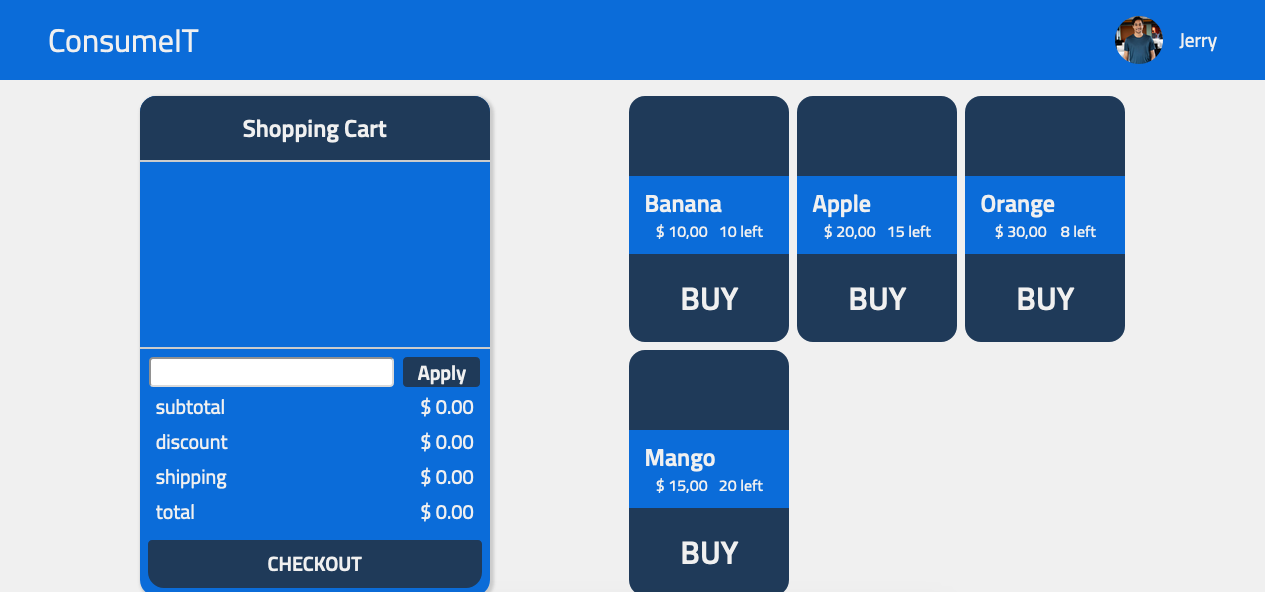 ConsumeIT
Jerry
Shopping Cart
Apply
subtotal $ 0.00
discount $ 0.00
shipping $ 0.00
total $ 0.00
CHECKOUT
Banana
$ 10,00 10 left
BUY
Apple
$ 20,00 15 left
BUY
Orange
$ 30,00 8 left
BUY
Mango
$ 15,00 20 left
BUY